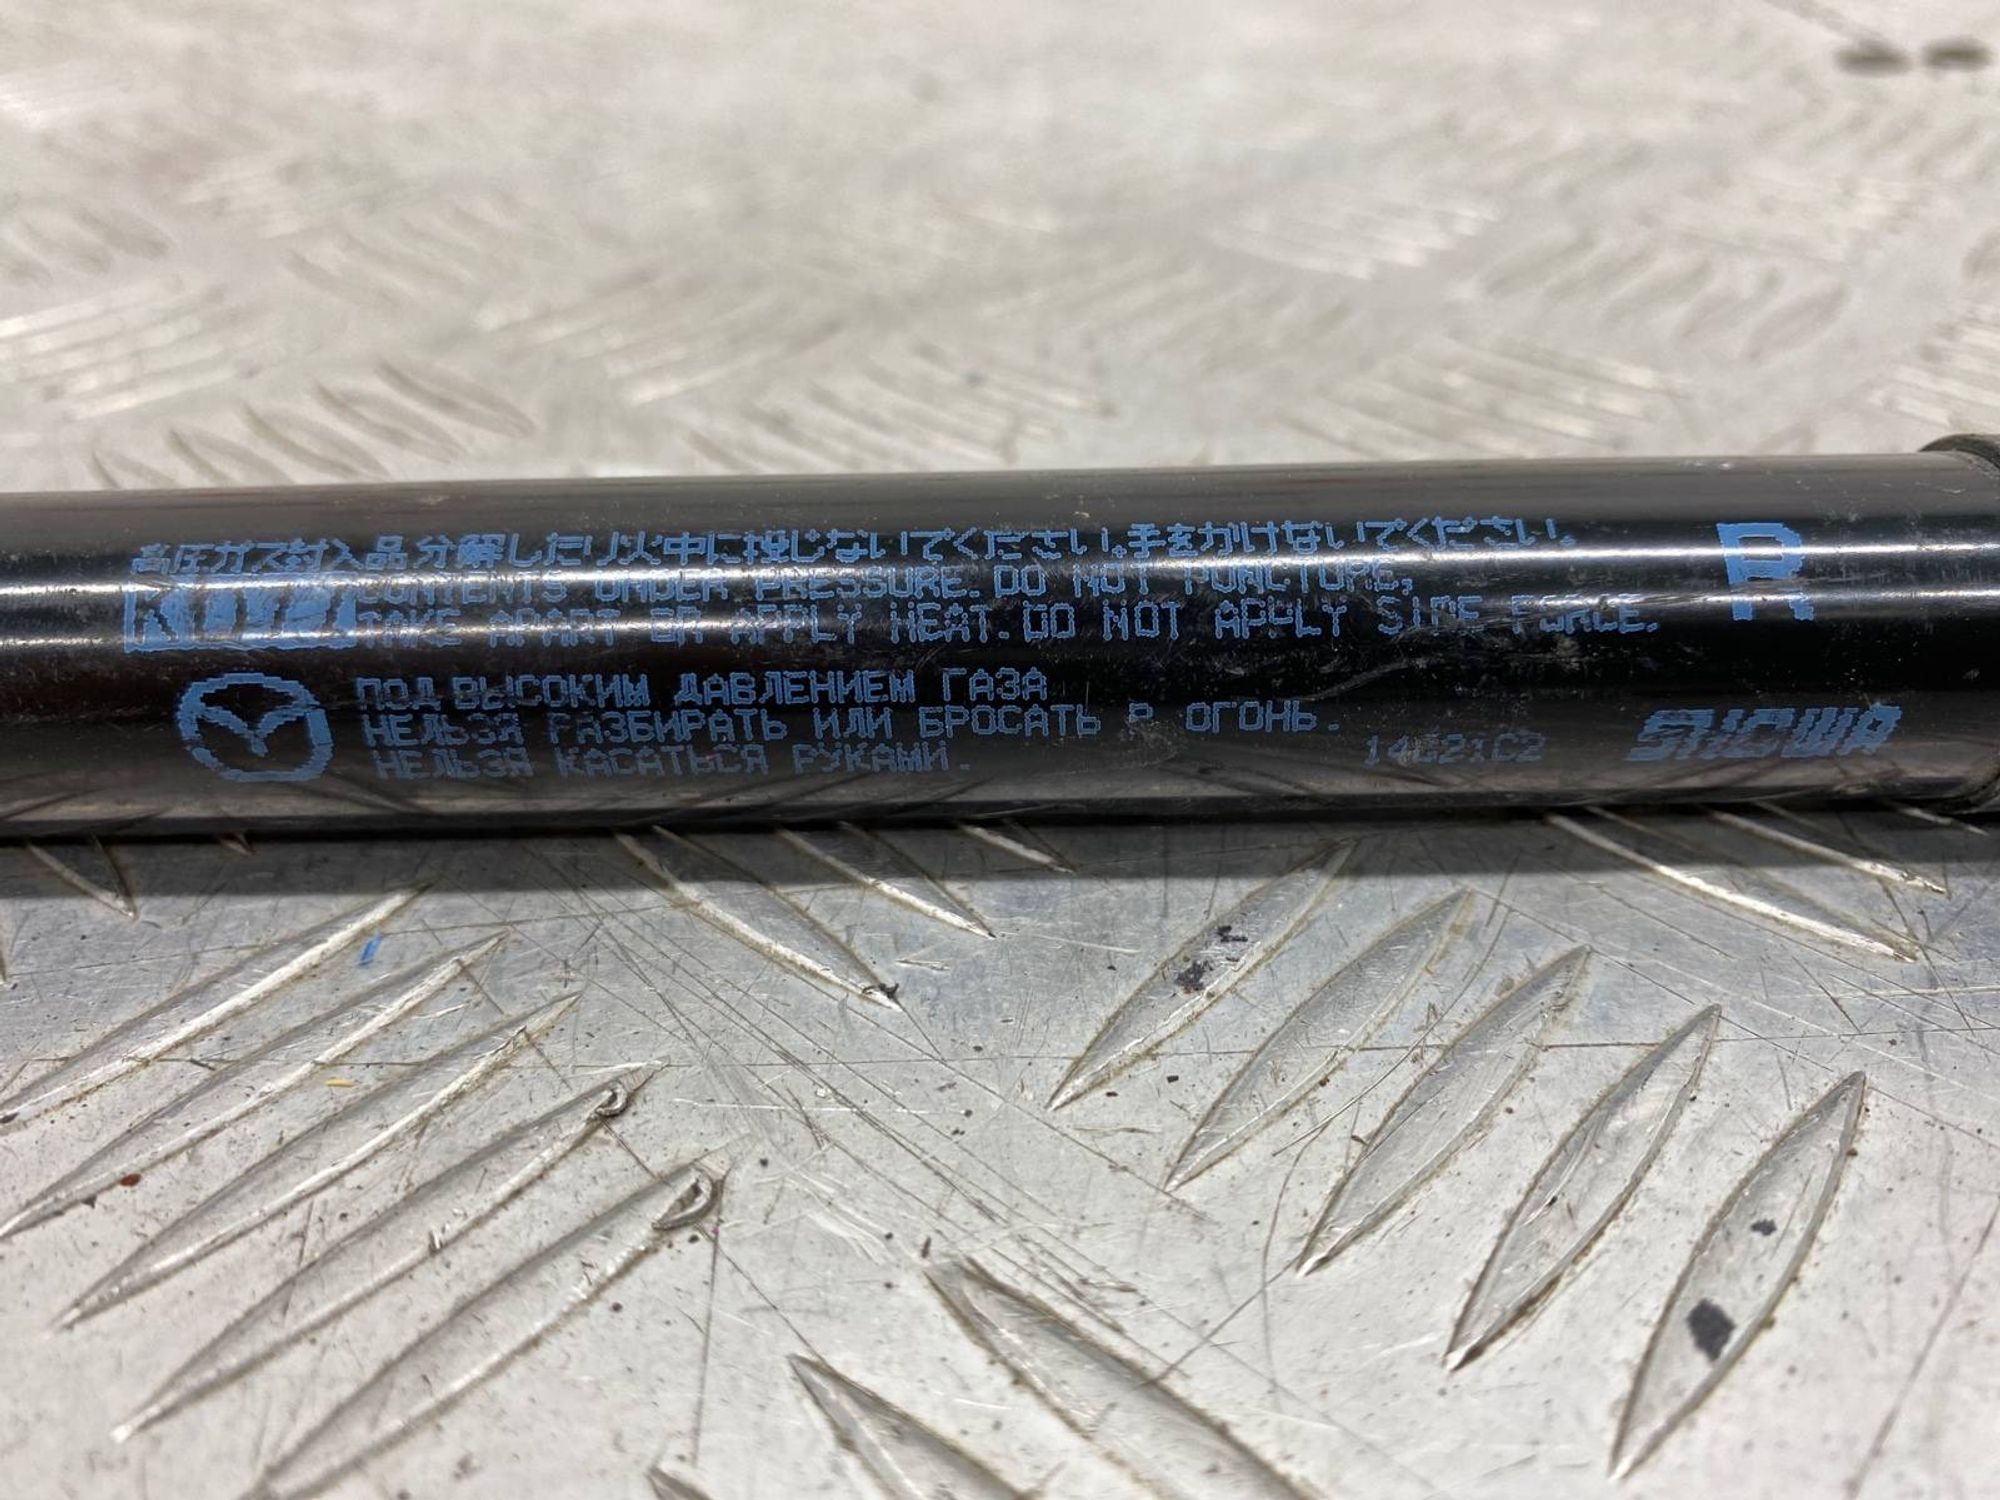 高圧ガス封入品分解したり火中に投じないでください。手をかけないでください。
CONTENTS UNDER PRESSURE. DO NOT PUNCTURE,
TAKE APART OR APPLY HEAT. DO NOT APPLY SIDE FORCE.
R
ПОД ВЫСОКИМ ДАВЛЕНИЕМ ГАЗА
НЕЛЬЗЯ РАЗБИРАТЬ ИЛИ БРОСАТЬ В ОГОНЬ.
НЕЛЬЗЯ КАСАТЬСЯ РУКАМИ.
SHOWA